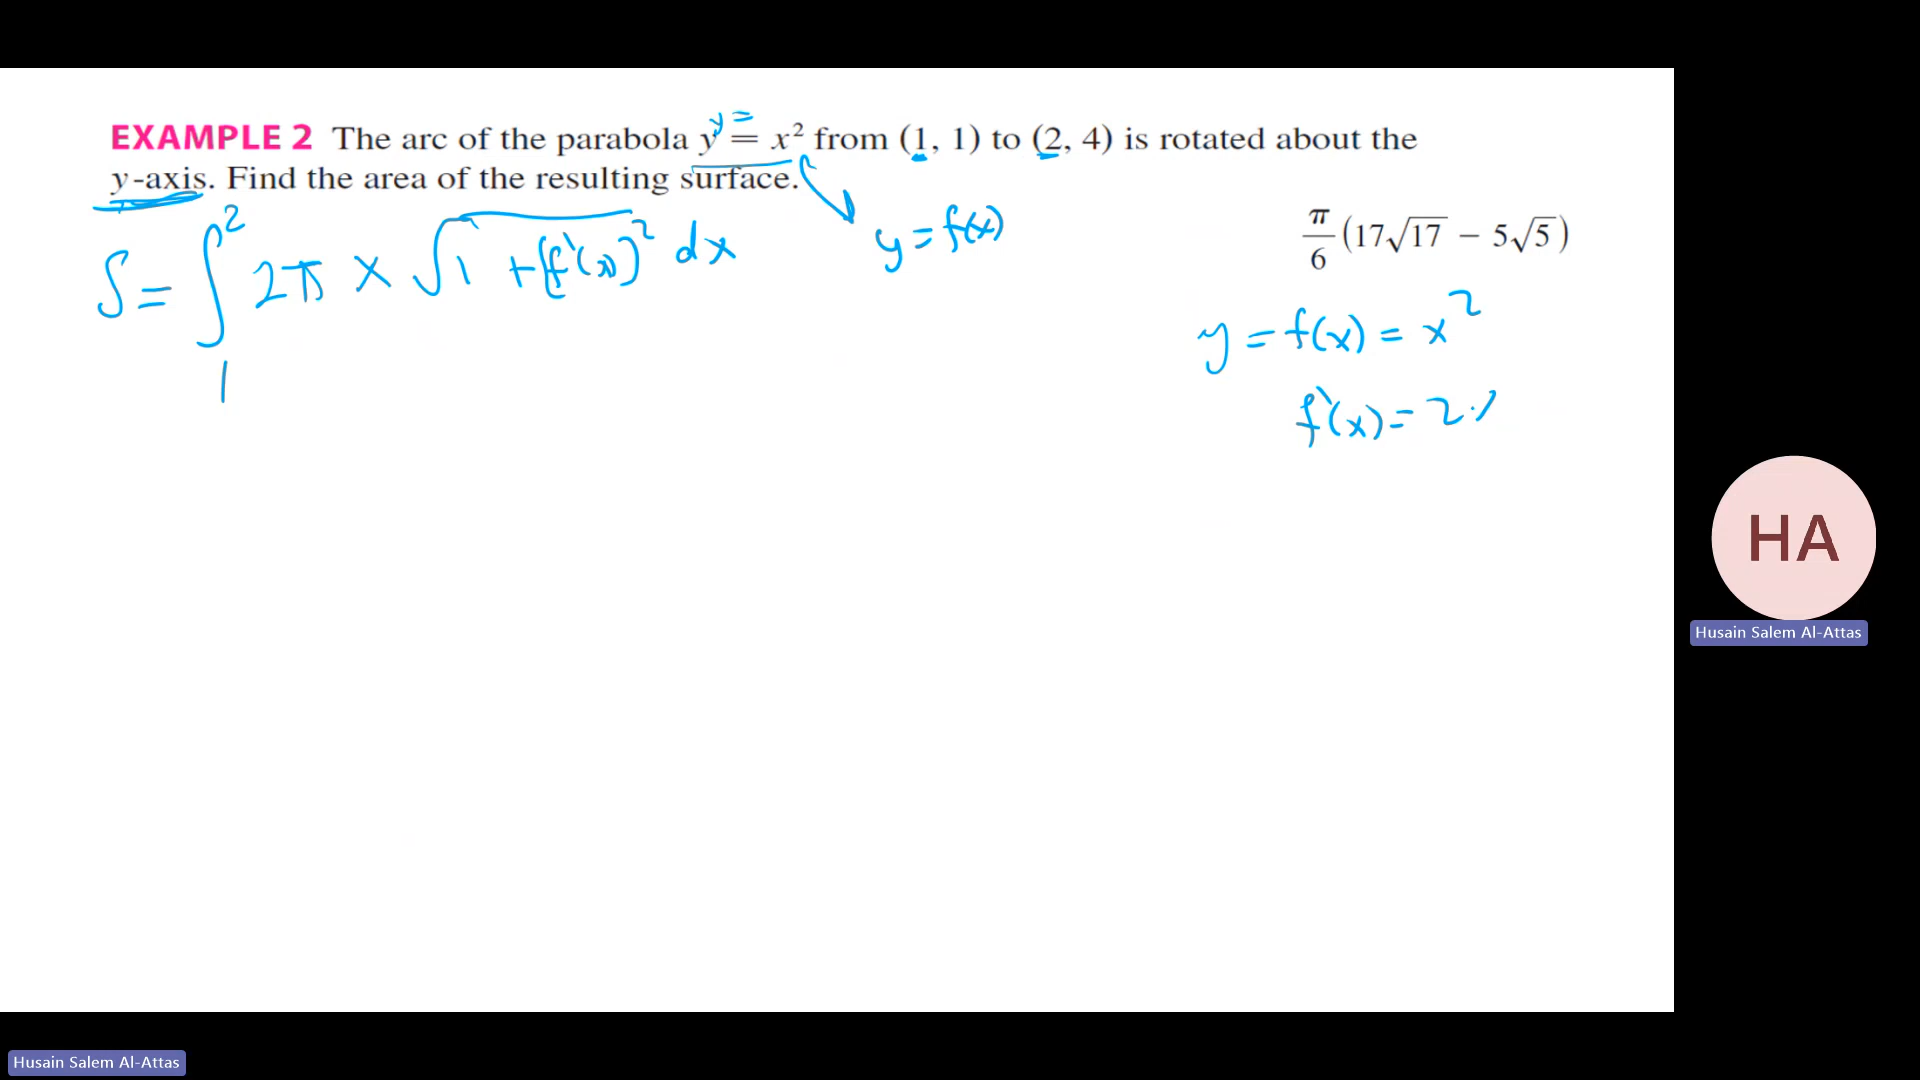 EXAMPLE 2 The arc of the parabola y = x² from (1, 1) to (2, 4) is rotated about the
y =
y-axis. Find the area of the resulting surface.
S = ∫₁² 2π x √(1 + [f'(x)]²) dx
y = f(x)
π/6 (17√17 − 5√5)
y = f(x) = x²
f'(x) = 2x
HA
Husain Salem Al-Attas
Husain Salem Al-Attas